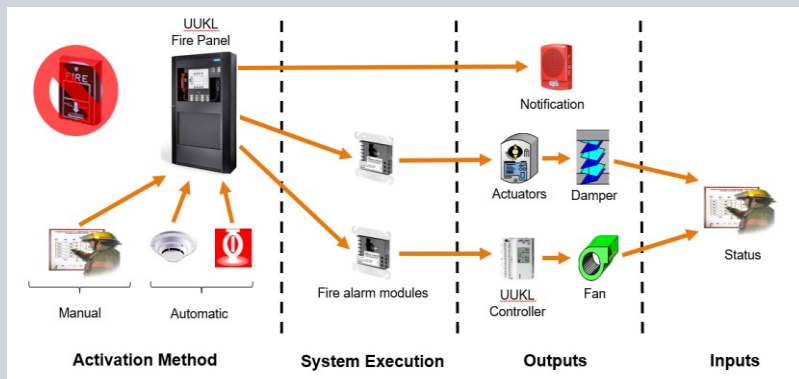 UUKL
Fire Panel
FIRE
Notification
Actuators
Damper
Status
Fire alarm modules
UUKL
Controller
Fan
Manual
Automatic
Activation Method
System Execution
Outputs
Inputs